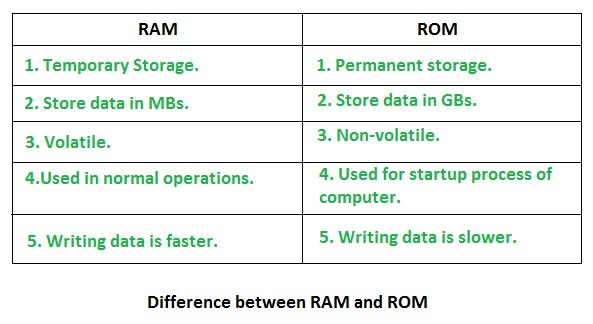 RAM ROM
1. Temporary Storage. 1. Permanent storage.
2. Store data in MBs. 2. Store data in GBs.
3. Volatile. 3. Non-volatile.
4.Used in normal operations. 4. Used for startup process of
computer.
5. Writing data is faster. 5. Writing data is slower.
Difference between RAM and ROM